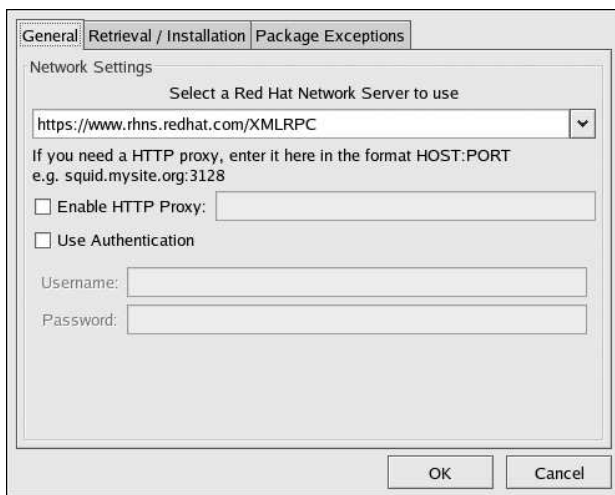 General Retrieval / Installation Package Exceptions
Network Settings
Select a Red Hat Network Server to use
https://www.rhns.redhat.com/XMLRPC
If you need a HTTP proxy, enter it here in the format HOST:PORT
e.g. squid.mysite.org:3128
Enable HTTP Proxy:
Use Authentication
Username:
Password:
OK Cancel